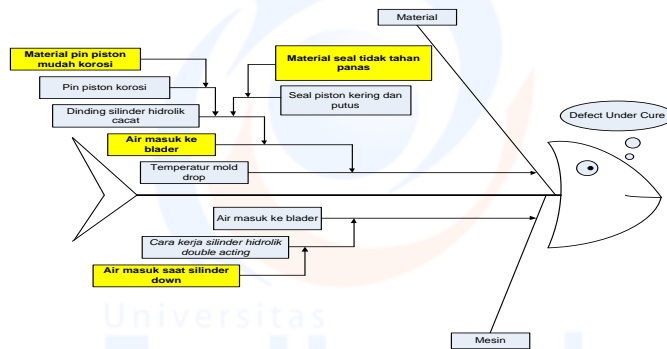 Material
Material pin piston
mudah korosi
Material seal tidak tahan
panas
Pin piston korosi
Seal piston kering dan
putus
Dinding silinder hidrolik
cacat
Defect Under Cure
Air masuk ke
blader
Temperatur mold
drop
Air masuk ke blader
Cara kerja silinder hidrolik
double acting
Air masuk saat silinder
down
Universitas
Mesin